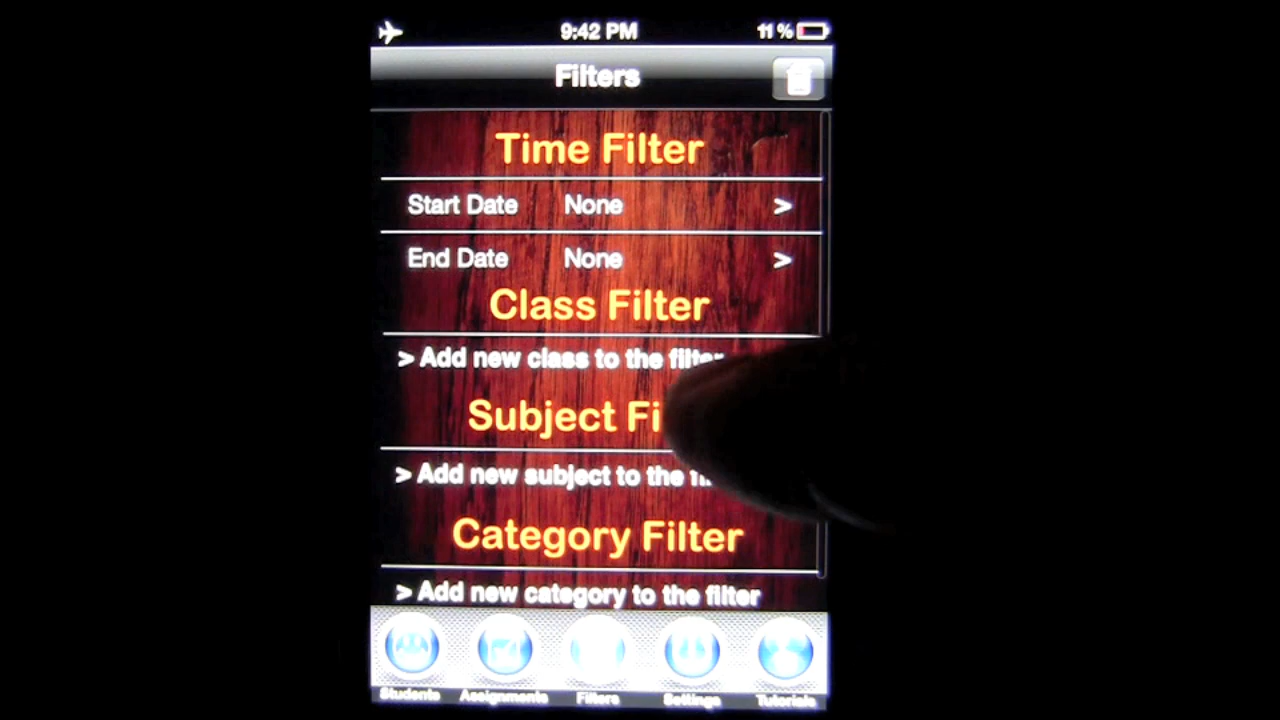 9:42 PM 11 %
Filters
Time Filter
Start Date None >
End Date None >
Class Filter
> Add new class to the filter
Subject Fi
> Add new subject to the
Category Filter
> Add new category to the filter
Students Assignments Filters Settings Tutorials